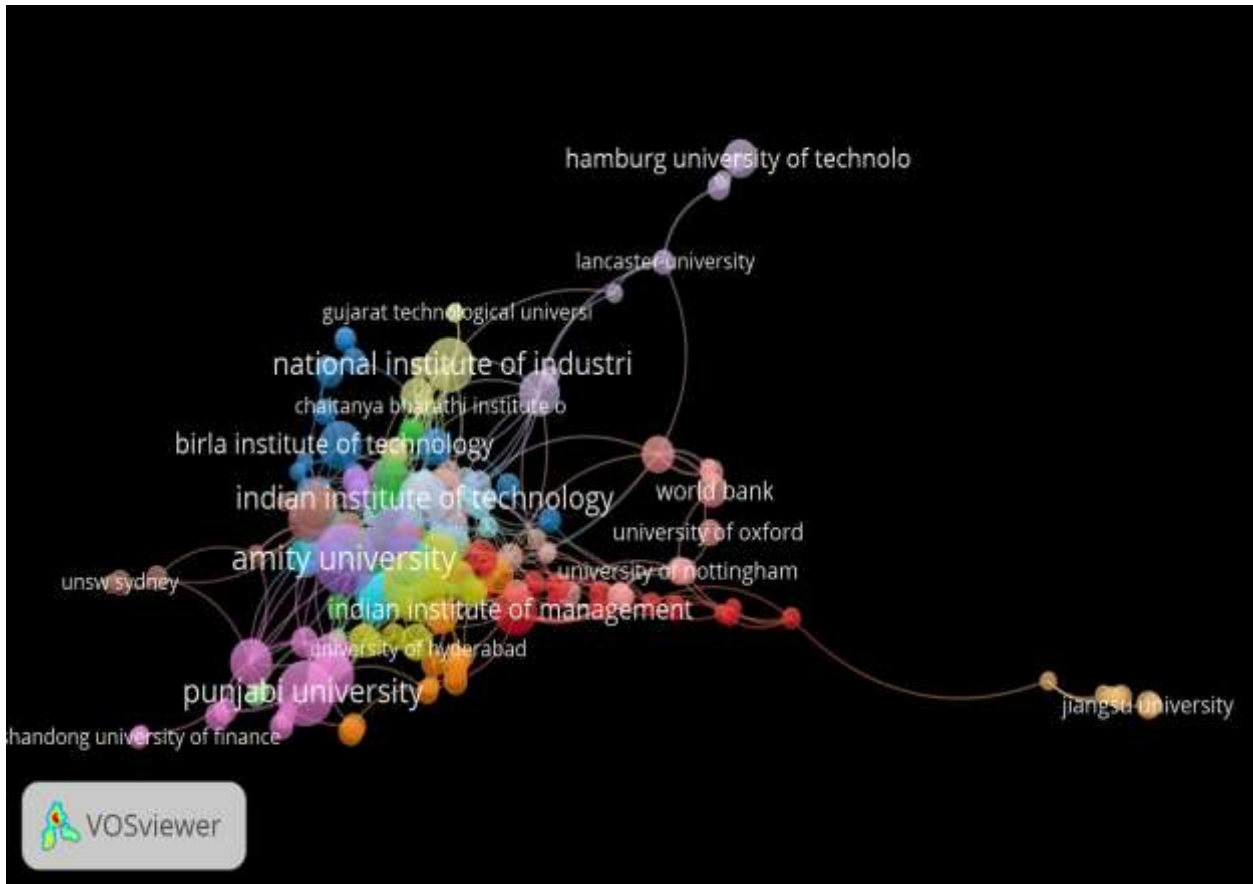 hamburg university of technolo
lancaster university
gujarat technological universi
national institute of industri
chaitanya bharathi institute o
birla institute of technology
world bank
indian institute of technology
university of oxford
amity university
university of nottingham
unsw sydney
indian institute of management
university of hyderabad
punjabi university
jiangsu university
shandong university of finance
VOSviewer